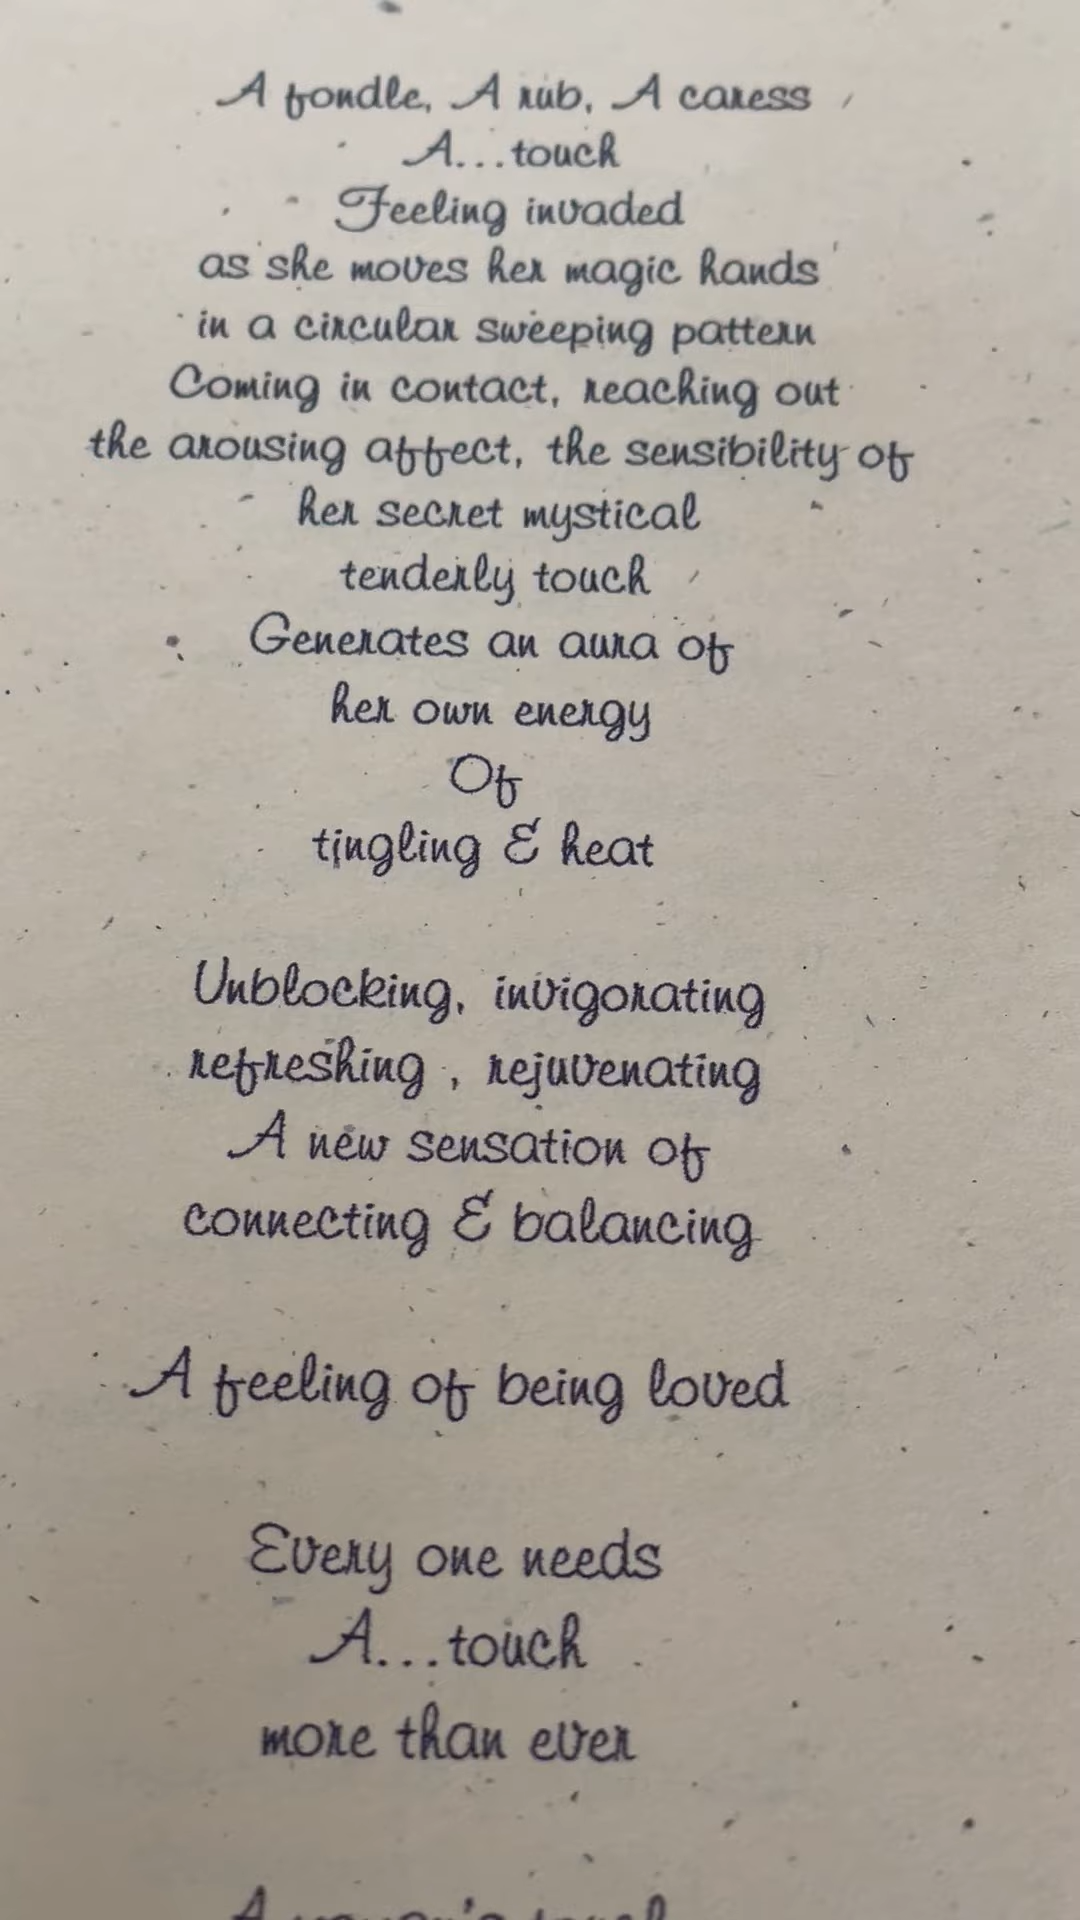 A fondle, A rub, A caress
A...touch
Feeling invaded
as she moves her magic hands
in a circular sweeping pattern
Coming in contact, reaching out
the arousing affect, the sensibility of
her secret mystical
tenderly touch
Generates an aura of
her own energy
Of
tingling & heat
Unblocking, invigorating
refreshing , rejuvenating
A new sensation of
connecting & balancing
A feeling of being loved
Every one needs
A...touch
more than ever
A